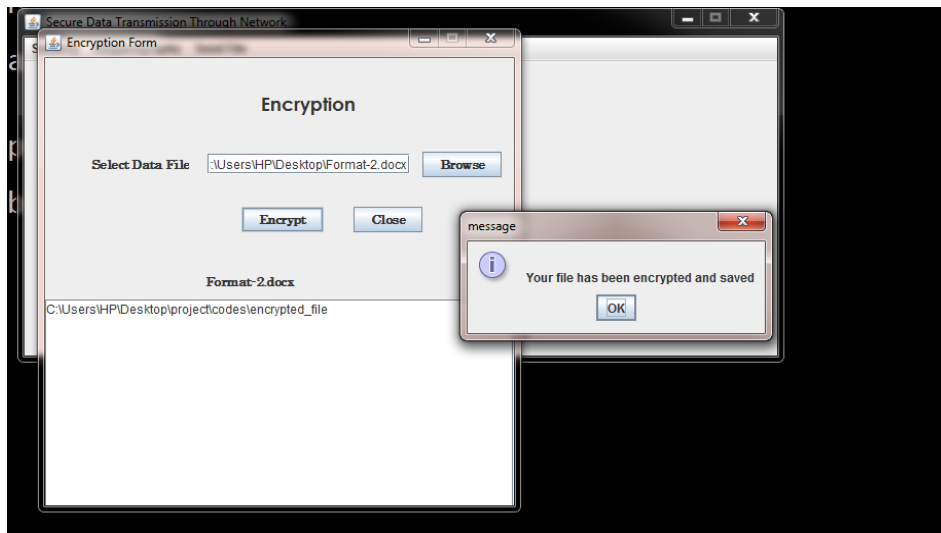 Secure Data Transmission Through Network
Encryption Form
Encryption
Select Data File :\Users\HP\Desktop\Format-2.docx Browse
Encrypt Close
message
Your file has been encrypted and saved
OK
Format-2.docx
C:\Users\HP\Desktop\project\codes\encrypted_file